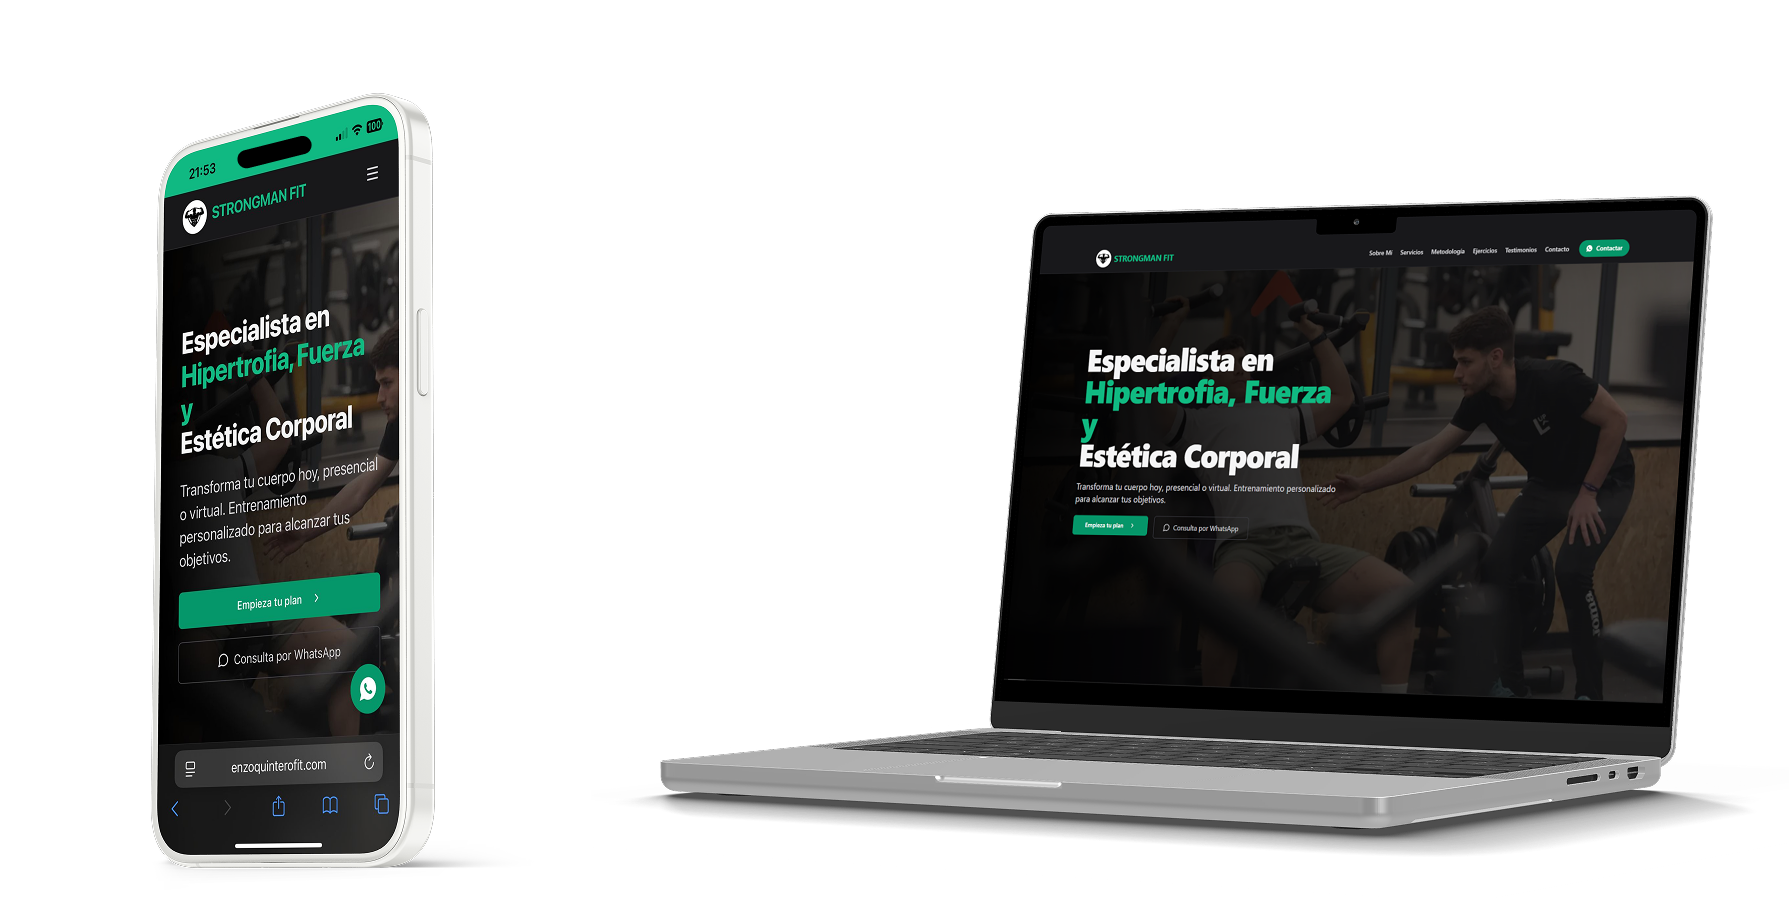 21:53
100
STRONGMAN FIT
Especialista en
Hipertrofia, Fuerza
y
Estética Corporal
Transforma tu cuerpo hoy, presencial
o virtual. Entrenamiento
personalizado para alcanzar tus
objetivos.
Empieza tu plan
Consulta por WhatsApp
enzoquinterofit.com
STRONGMAN FIT
Sobre Mí Servicios Metodología Ejercicios Testimonios Contacto Contactar
Especialista en
Hipertrofia, Fuerza
y
Estética Corporal
Transforma tu cuerpo hoy, presencial o virtual. Entrenamiento personalizado
para alcanzar tus objetivos.
Empieza tu plan
Consulta por WhatsApp
Joma